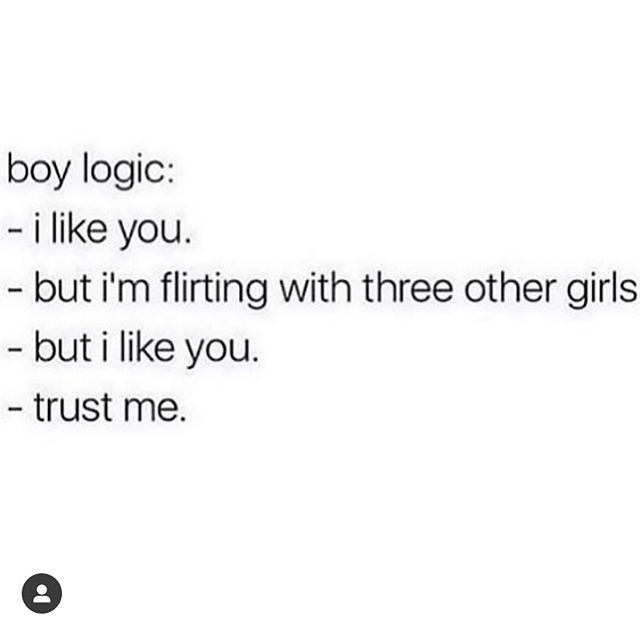 boy logic:
- i like you.
- but i'm flirting with three other girls
- but i like you.
- trust me.